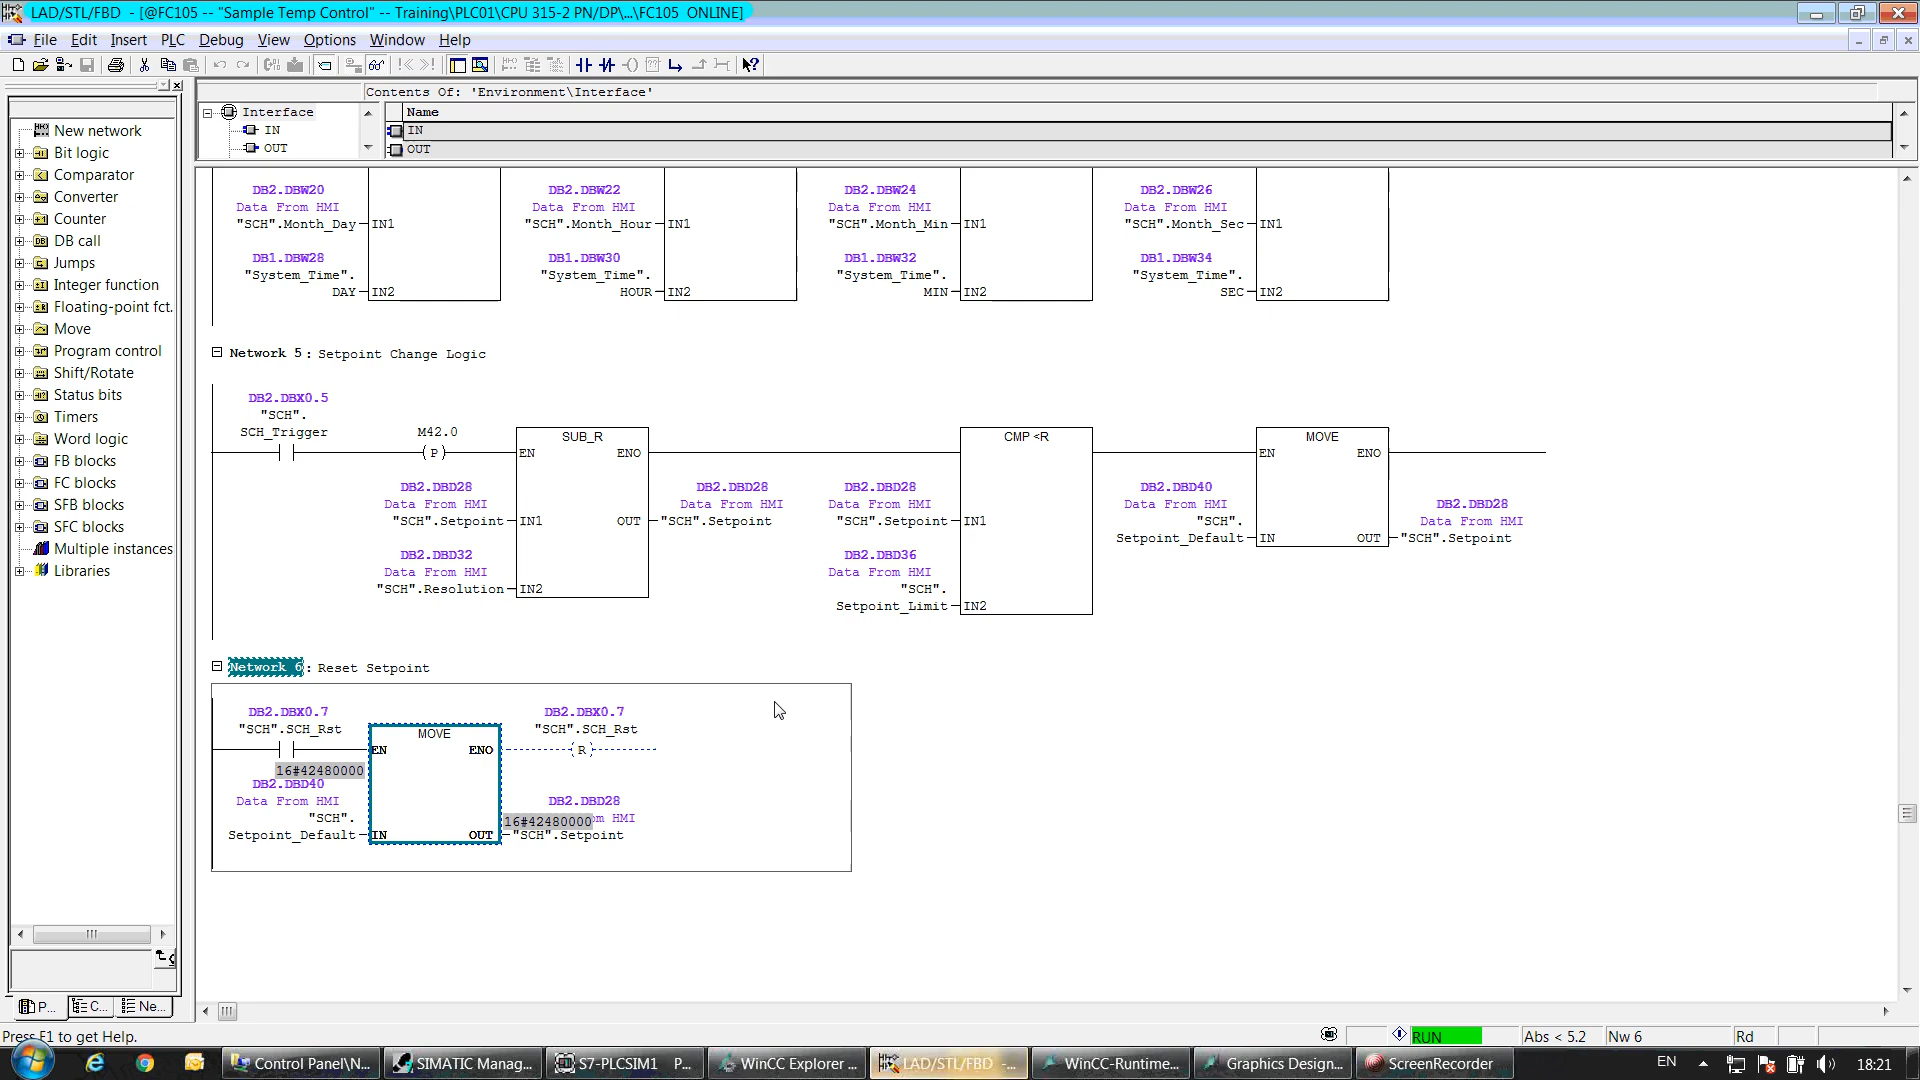 LAD/STL/FBD - [@FC105 -- "Sample Temp Control" -- Training\PLC01\CPU 315-2 PN/DP\...\FC105 ONLINE]
File Edit Insert PLC Debug View Options Window Help
Contents Of: 'Environment\Interface'
Interface
IN
OUT
Name
IN
OUT
New network
Bit logic
Comparator
Converter
Counter
DB call
Jumps
Integer function
Floating-point fct.
Move
Program control
Shift/Rotate
Status bits
Timers
Word logic
FB blocks
FC blocks
SFB blocks
SFC blocks
Multiple instances
Libraries
P... C... Ne...
DB2.DBW20 DB2.DBW22 DB2.DBW24 DB2.DBW26
Data From HMI Data From HMI Data From HMI Data From HMI
"SCH".Month_Day IN1 "SCH".Month_Hour IN1 "SCH".Month_Min IN1 "SCH".Month_Sec IN1
DB1.DBW28 DB1.DBW30 DB1.DBW32 DB1.DBW34
"System_Time". "System_Time". "System_Time". "System_Time".
DAY IN2 HOUR IN2 MIN IN2 SEC IN2
Network 5: Setpoint Change Logic
DB2.DBX0.5
"SCH".
SCH_Trigger M42.0 SUB_R CMP <R MOVE
P EN ENO EN ENO
DB2.DBD28 DB2.DBD28 DB2.DBD28 DB2.DBD40
Data From HMI Data From HMI Data From HMI Data From HMI DB2.DBD28
"SCH".Setpoint IN1 OUT "SCH".Setpoint "SCH".Setpoint IN1 "SCH". Data From HMI
Setpoint_Default IN OUT "SCH".Setpoint
DB2.DBD32 DB2.DBD36
Data From HMI Data From HMI
"SCH".Resolution IN2 "SCH".
Setpoint_Limit IN2
Network 6: Reset Setpoint
DB2.DBX0.7 DB2.DBX0.7
"SCH".SCH_Rst MOVE "SCH".SCH_Rst
EN ENO R
16#42480000
DB2.DBD40 DB2.DBD28
Data From HMI
"SCH". 16#42480000 om HMI
Setpoint_Default IN OUT "SCH".Setpoint
Press F1 to get Help.
RUN Abs < 5.2 Nw 6 Rd
Control Panel\N... SIMATIC Manag... S7-PLCSIM1 P... WinCC Explorer ... LAD/STL/FBD -... WinCC-Runtime... Graphics Design... ScreenRecorder EN 18:21